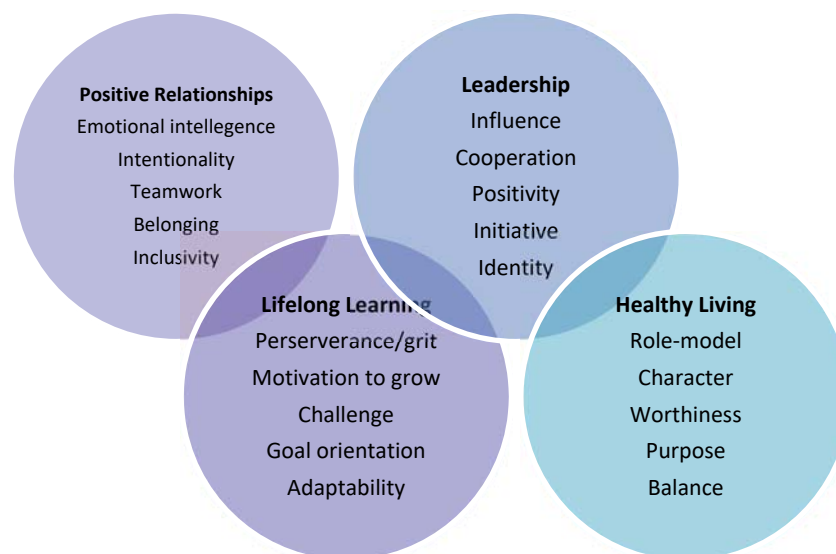 Positive Relationships
Emotional intellegence
Intentionality
Teamwork
Belonging
Inclusivity
Leadership
Influence
Cooperation
Positivity
Initiative
Identity
Lifelong Learning
Perserverance/grit
Motivation to grow
Challenge
Goal orientation
Adaptability
Healthy Living
Role-model
Character
Worthiness
Purpose
Balance